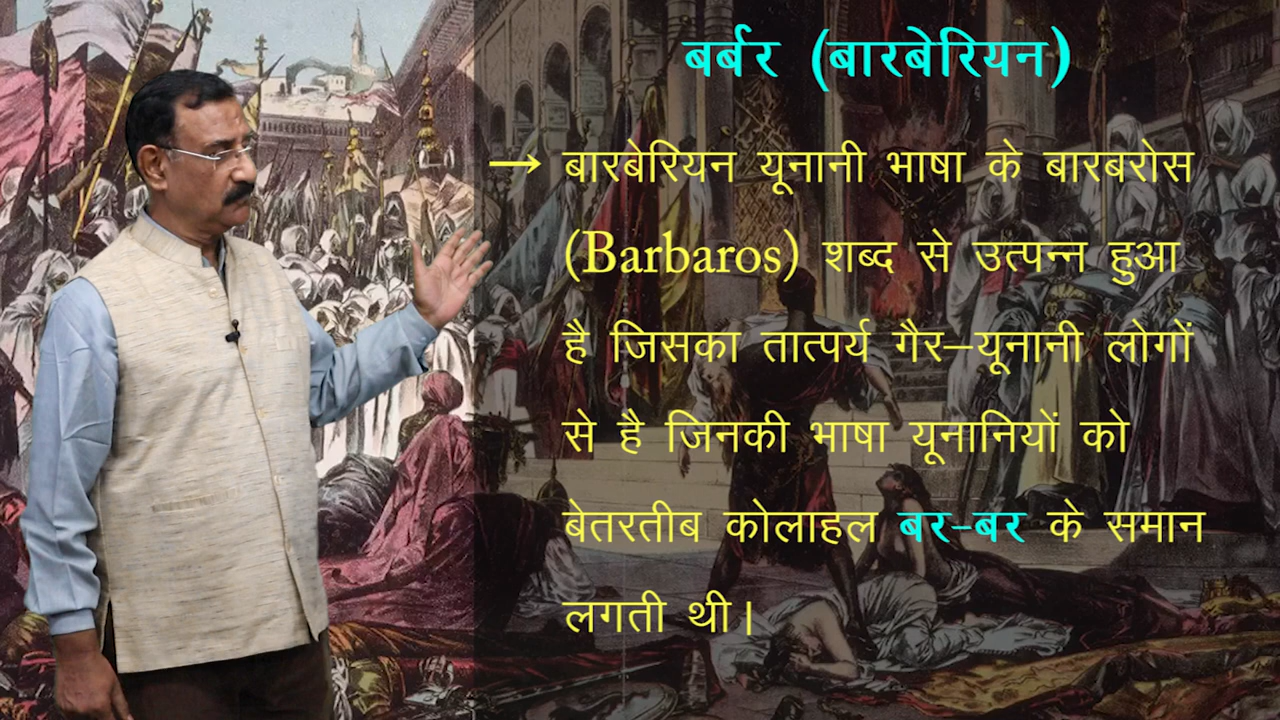 बर्बर (बारबेरियन)
→ बारबेरियन यूनानी भाषा के बारबरोस
(Barbaros) शब्द से उत्पन्न हुआ
है जिसका तात्पर्य गैर–यूनानी लोगों
से है जिनकी भाषा यूनानियों को
बेतरतीब कोलाहल बर-बर के समान
लगती थी।